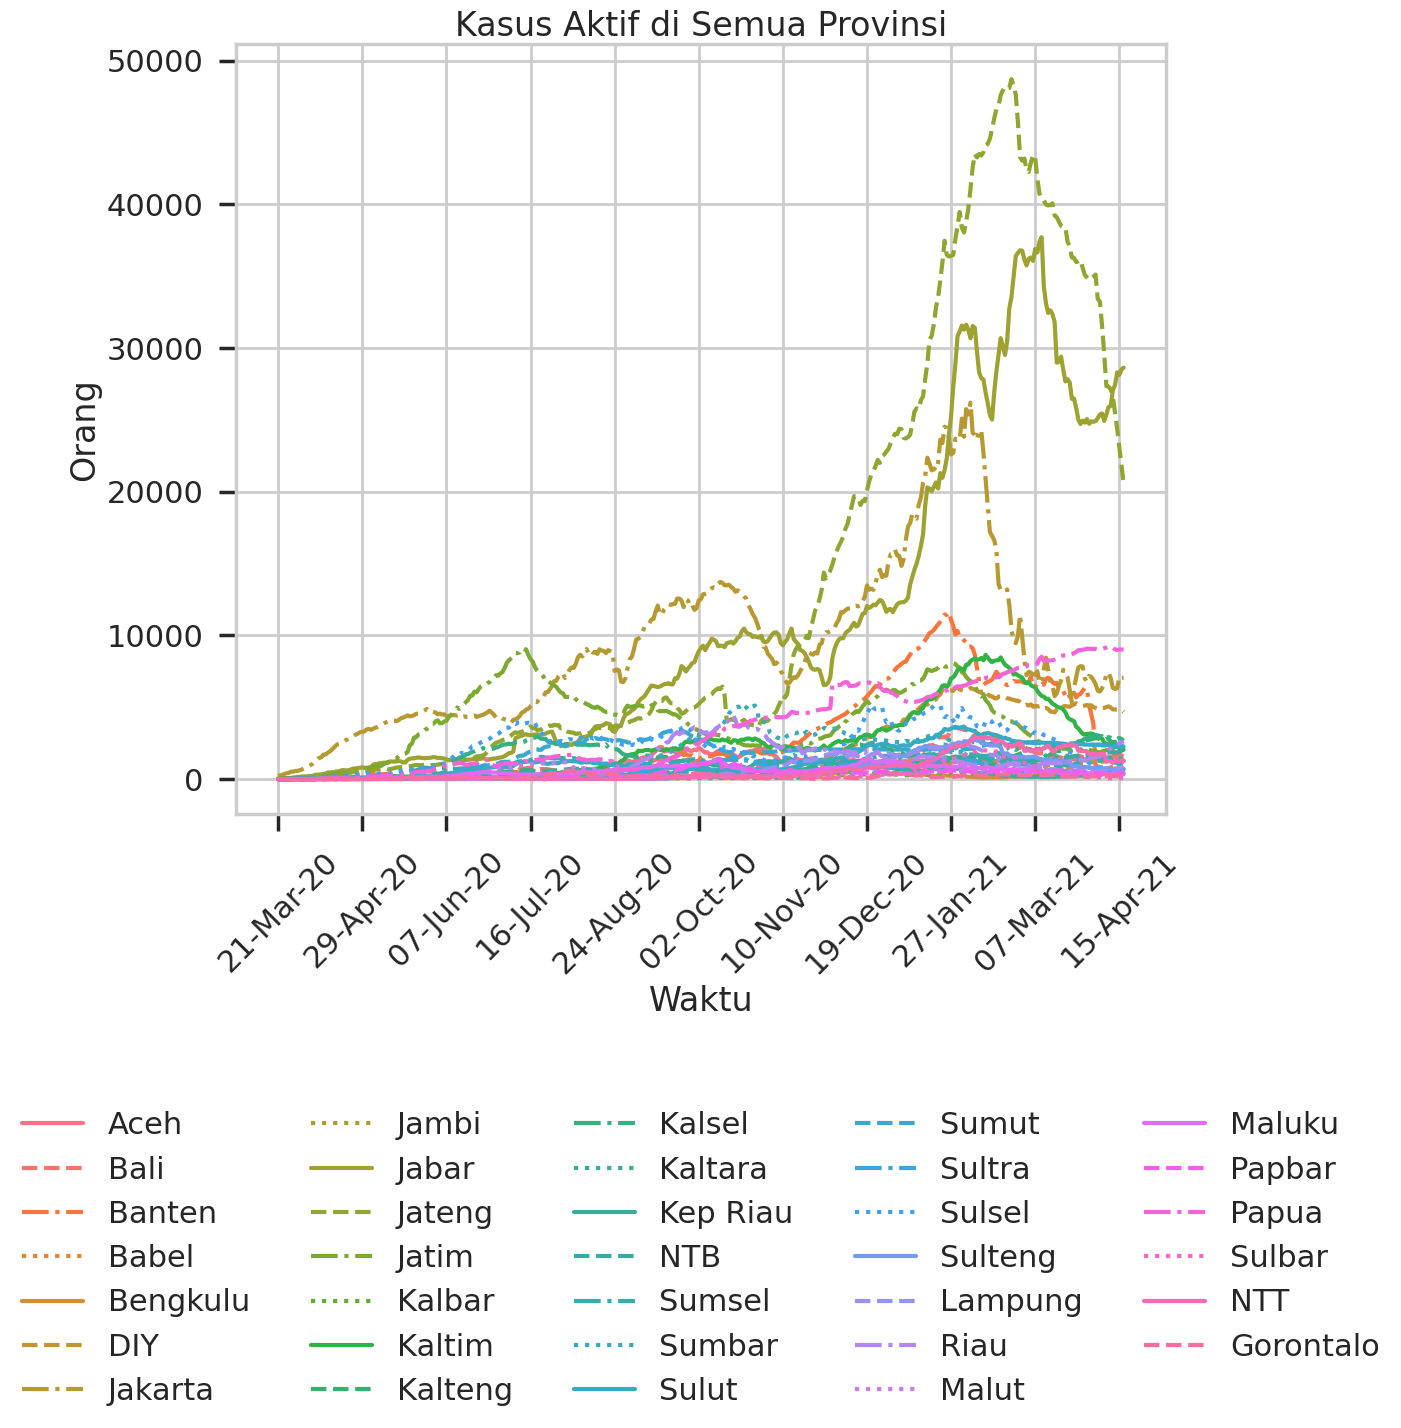 Kasus Aktif di Semua Provinsi
50000
40000
30000
20000
10000
0
Orang
21-Mar-20
29-Apr-20
07-Jun-20
16-Jul-20
24-Aug-20
02-Oct-20
10-Nov-20
19-Dec-20
27-Jan-21
07-Mar-21
15-Apr-21
Waktu
Aceh
Bali
Banten
Babel
Bengkulu
DIY
Jakarta
Jambi
Jabar
Jateng
Jatim
Kalbar
Kaltim
Kalteng
Kalsel
Kaltara
Kep Riau
NTB
Sumsel
Sumbar
Sulut
Sumut
Sultra
Sulsel
Sulteng
Lampung
Riau
Malut
Maluku
Papbar
Papua
Sulbar
NTT
Gorontalo